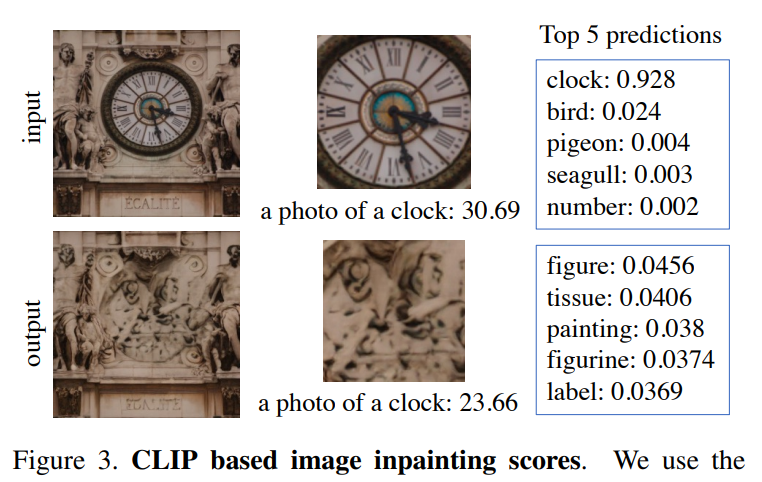 Top 5 predictions
input
ÉGALITÉ
a photo of a clock: 30.69
clock: 0.928
bird: 0.024
pigeon: 0.004
seagull: 0.003
number: 0.002
output
a photo of a clock: 23.66
figure: 0.0456
tissue: 0.0406
painting: 0.038
figurine: 0.0374
label: 0.0369
Figure 3. CLIP based image inpainting scores. We use the